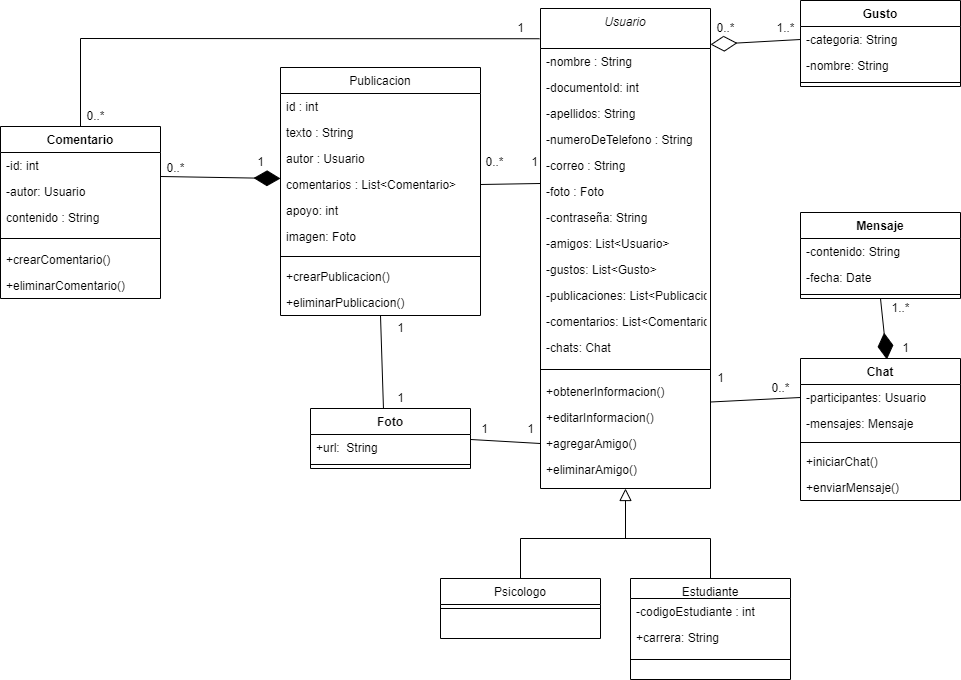 Usuario
-nombre : String
-documentoId: int
-apellidos: String
-numeroDeTelefono : String
-correo : String
-foto : Foto
-contraseña: String
-amigos: List<Usuario>
-gustos: List<Gusto>
-publicaciones: List<Publicacio
-comentarios: List<Comentario
-chats: Chat
+obtenerInformacion()
+editarInformacion()
+agregarAmigo()
+eliminarAmigo()
Gusto
-categoria: String
-nombre: String
0..*
1..*
1
0..*
Publicacion
id : int
texto : String
autor : Usuario
comentarios : List<Comentario>
apoyo: int
imagen: Foto
+crearPublicacion()
+eliminarPublicacion()
Comentario
-id: int
-autor: Usuario
contenido : String
+crearComentario()
+eliminarComentario()
0..*
1
0..*
1
Mensaje
-contenido: String
-fecha: Date
1..*
1
Chat
-participantes: Usuario
-mensajes: Mensaje
+iniciarChat()
+enviarMensaje()
1
0..*
1
1
Foto
+url: String
1
1
Psicologo
Estudiante
-codigoEstudiante : int
+carrera: String